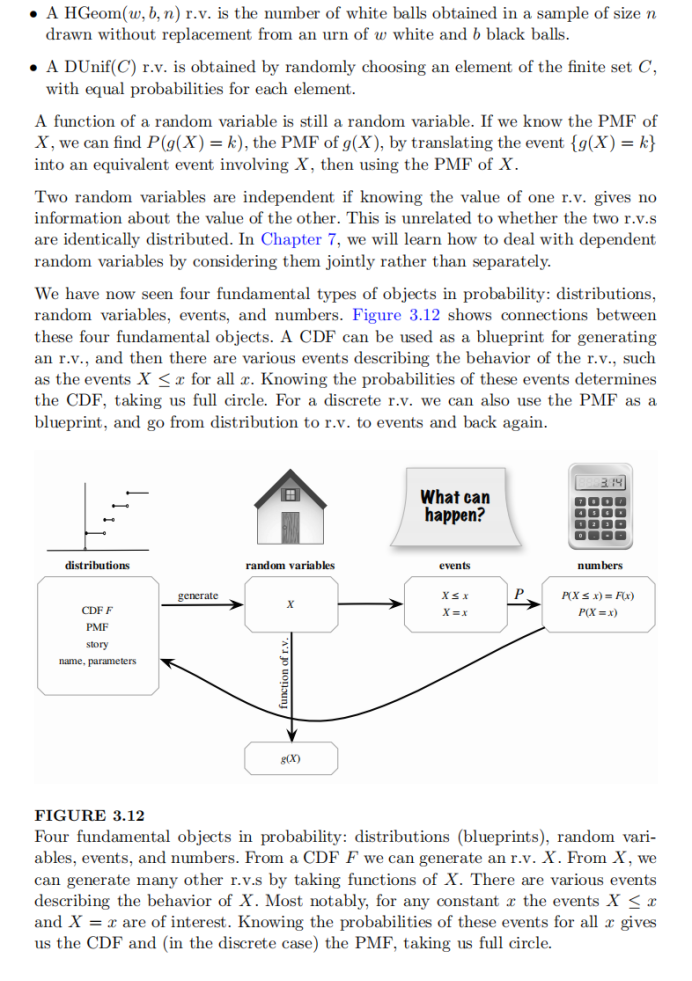 • A HGeom(w, b, n) r.v. is the number of white balls obtained in a sample of size n
drawn without replacement from an urn of w white and b black balls.
• A DUnif(C) r.v. is obtained by randomly choosing an element of the finite set C,
with equal probabilities for each element.
A function of a random variable is still a random variable. If we know the PMF of
X, we can find P(g(X) = k), the PMF of g(X), by translating the event {g(X) = k}
into an equivalent event involving X, then using the PMF of X.
Two random variables are independent if knowing the value of one r.v. gives no
information about the value of the other. This is unrelated to whether the two r.v.s
are identically distributed. In Chapter 7, we will learn how to deal with dependent
random variables by considering them jointly rather than separately.
We have now seen four fundamental types of objects in probability: distributions,
random variables, events, and numbers. Figure 3.12 shows connections between
these four fundamental objects. A CDF can be used as a blueprint for generating
an r.v., and then there are various events describing the behavior of the r.v., such
as the events X ≤ x for all x. Knowing the probabilities of these events determines
the CDF, taking us full circle. For a discrete r.v. we can also use the PMF as a
blueprint, and go from distribution to r.v. to events and back again.
3.14
What can
happen?
distributions
random variables
events
numbers
generate
CDF F
PMF
story
name, parameters
X
X ≤ x
X = x
P
P(X ≤ x) = F(x)
P(X = x)
function of r.v.
g(X)
FIGURE 3.12
Four fundamental objects in probability: distributions (blueprints), random vari-
ables, events, and numbers. From a CDF F we can generate an r.v. X. From X, we
can generate many other r.v.s by taking functions of X. There are various events
describing the behavior of X. Most notably, for any constant x the events X ≤ x
and X = x are of interest. Knowing the probabilities of these events for all x gives
us the CDF and (in the discrete case) the PMF, taking us full circle.